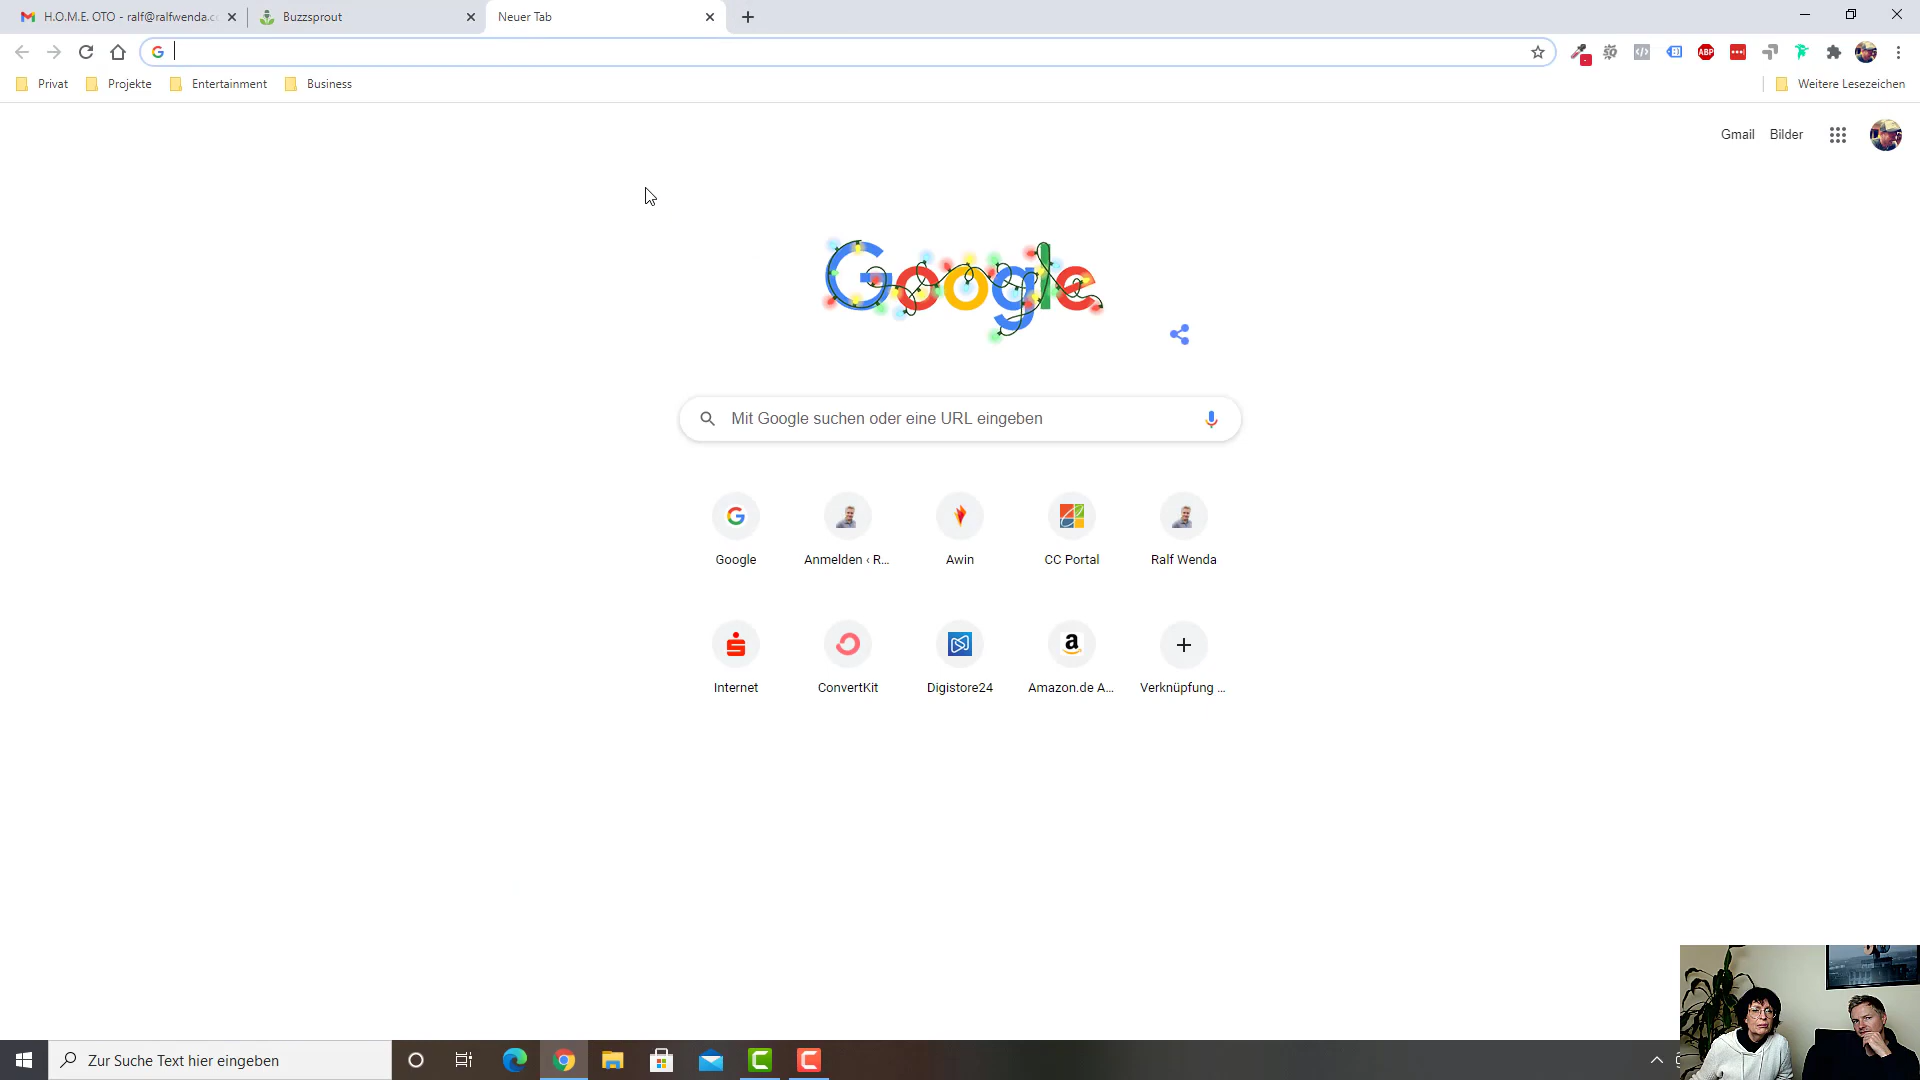 H.O.M.E. OTO - ralf@ralfwenda.c
Buzzsprout
Neuer Tab
Privat
Projekte
Entertainment
Business
Weitere Lesezeichen
Gmail
Bilder
Google
Mit Google suchen oder eine URL eingeben
Google
Anmelden ‹ R...
Awin
CC Portal
Ralf Wenda
Internet
ConvertKit
Digistore24
Amazon.de A...
Verknüpfung ...
Zur Suche Text hier eingeben